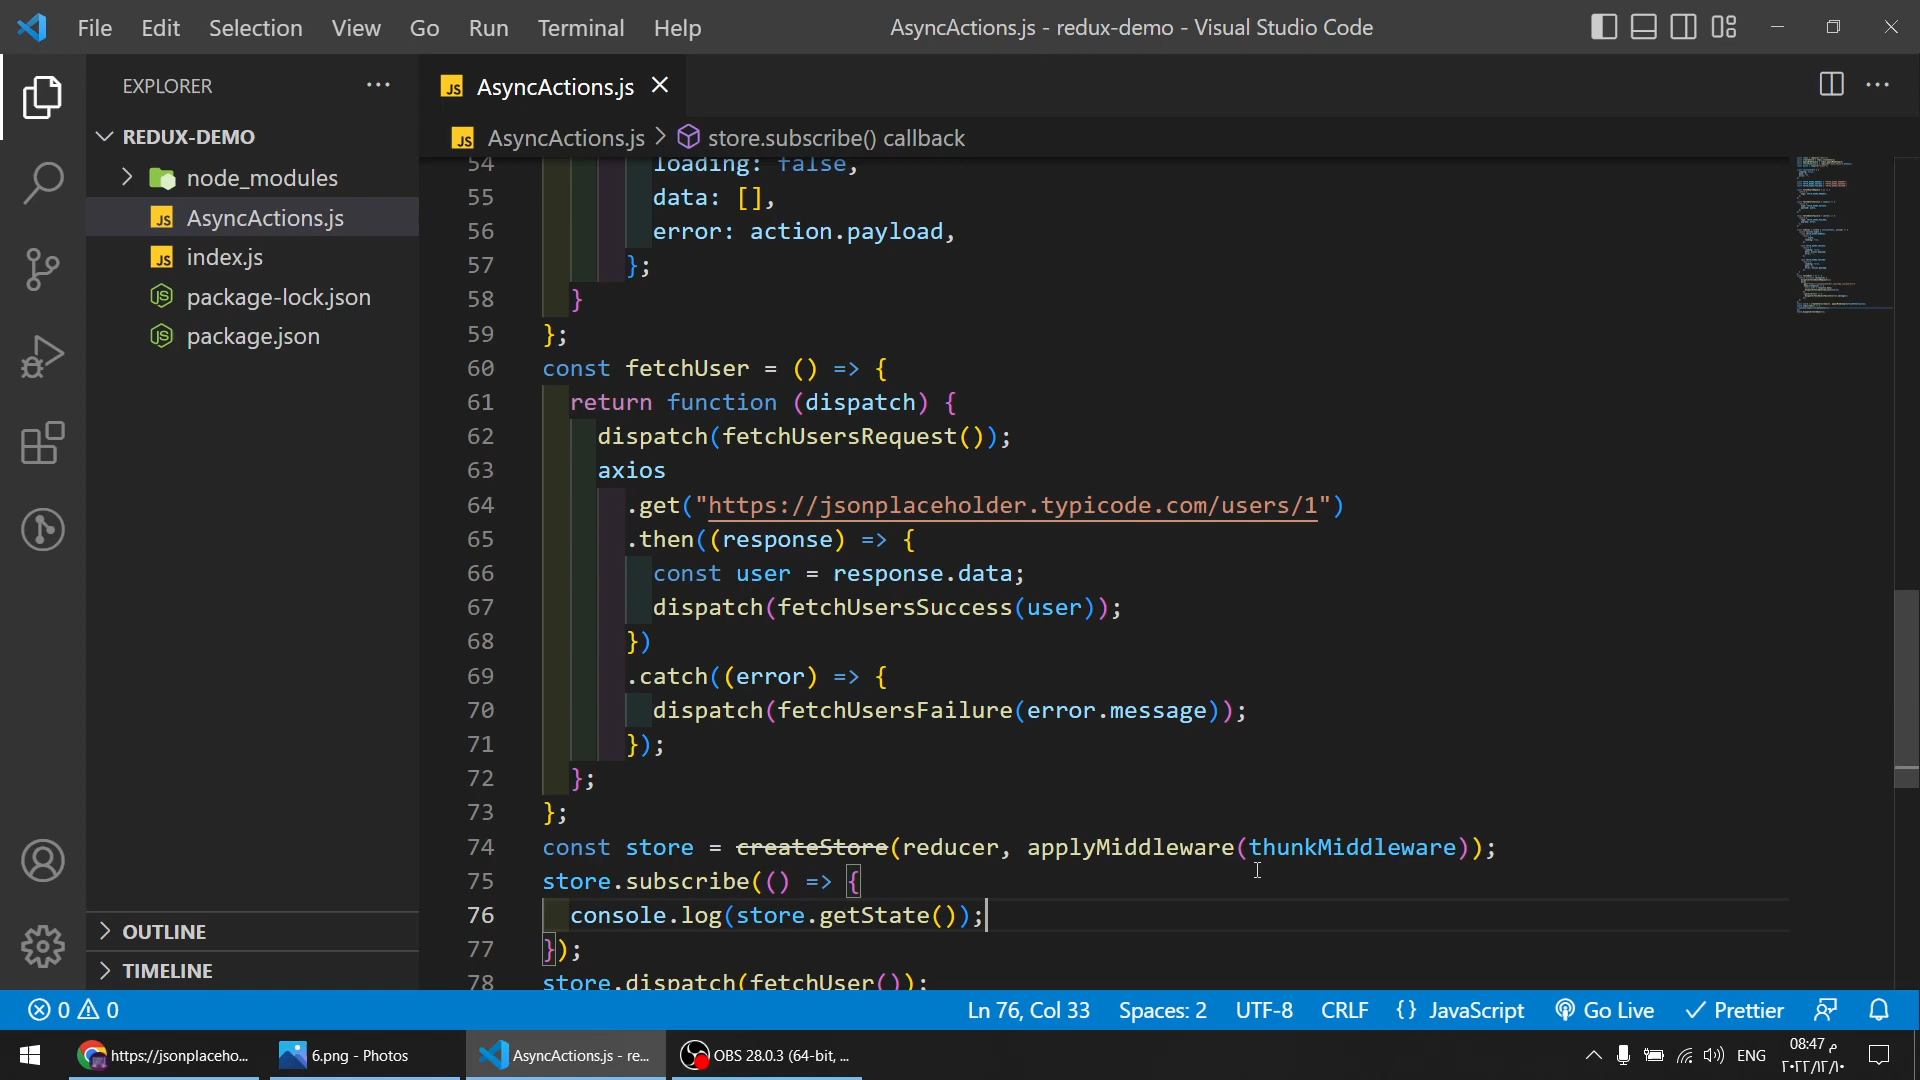 File Edit Selection View Go Run Terminal Help
AsyncActions.js - redux-demo - Visual Studio Code
EXPLORER
REDUX-DEMO
node_modules
JS AsyncActions.js
JS index.js
package-lock.json
package.json
OUTLINE
TIMELINE
JS AsyncActions.js
JS AsyncActions.js > store.subscribe() callback
54 loading: false,
55 data: [],
56 error: action.payload,
57 };
58 }
59 };
60 const fetchUser = () => {
61 return function (dispatch) {
62 dispatch(fetchUsersRequest());
63 axios
64 .get("https://jsonplaceholder.typicode.com/users/1")
65 .then((response) => {
66 const user = response.data;
67 dispatch(fetchUsersSuccess(user));
68 })
69 .catch((error) => {
70 dispatch(fetchUsersFailure(error.message));
71 });
72 };
73 };
74 const store = createStore(reducer, applyMiddleware(thunkMiddleware));
75 store.subscribe(() => {
76 console.log(store.getState());
77 });
78 store.dispatch(fetchUser());
0 0
Ln 76, Col 33 Spaces: 2 UTF-8 CRLF {} JavaScript Go Live Prettier
https://jsonplaceho...
6.png - Photos
AsyncActions.js - re...
OBS 28.0.3 (64-bit, ...
ENG
08:47 م
٢٠٢٢/١٢/١٠